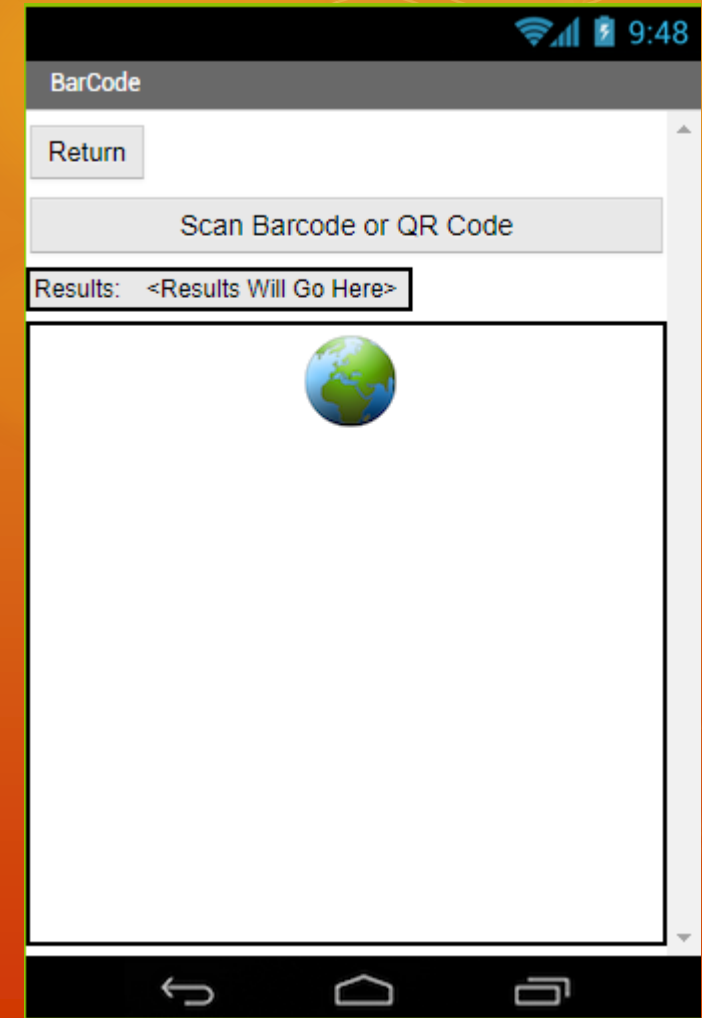 9:48
BarCode
Return
Scan Barcode or QR Code
Results: <Results Will Go Here>